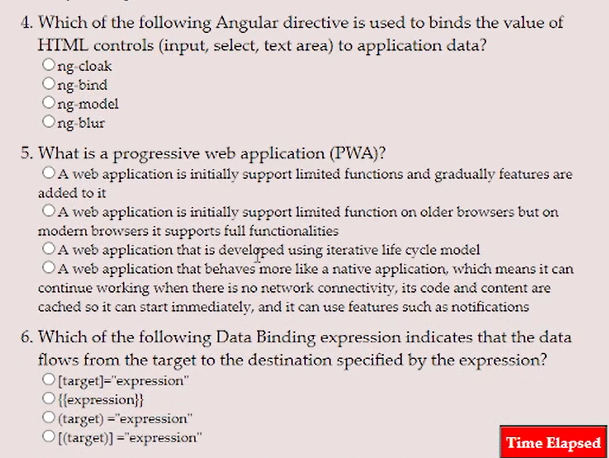 4. Which of the following Angular directive is used to binds the value of
HTML controls (input, select, text area) to application data?
ng-cloak
ng-bind
ng-model
ng-blur
5. What is a progressive web application (PWA)?
A web application is initially support limited functions and gradually features are
added to it
A web application is initially support limited function on older browsers but on
modern browsers it supports full functionalities
A web application that is developed using iterative life cycle model
A web application that behaves more like a native application, which means it can
continue working when there is no network connectivity, its code and content are
cached so it can start immediately, and it can use features such as notifications
6. Which of the following Data Binding expression indicates that the data
flows from the target to the destination specified by the expression?
[target]="expression"
{{expression}}
(target) ="expression"
[(target)] ="expression"
Time Elapsed